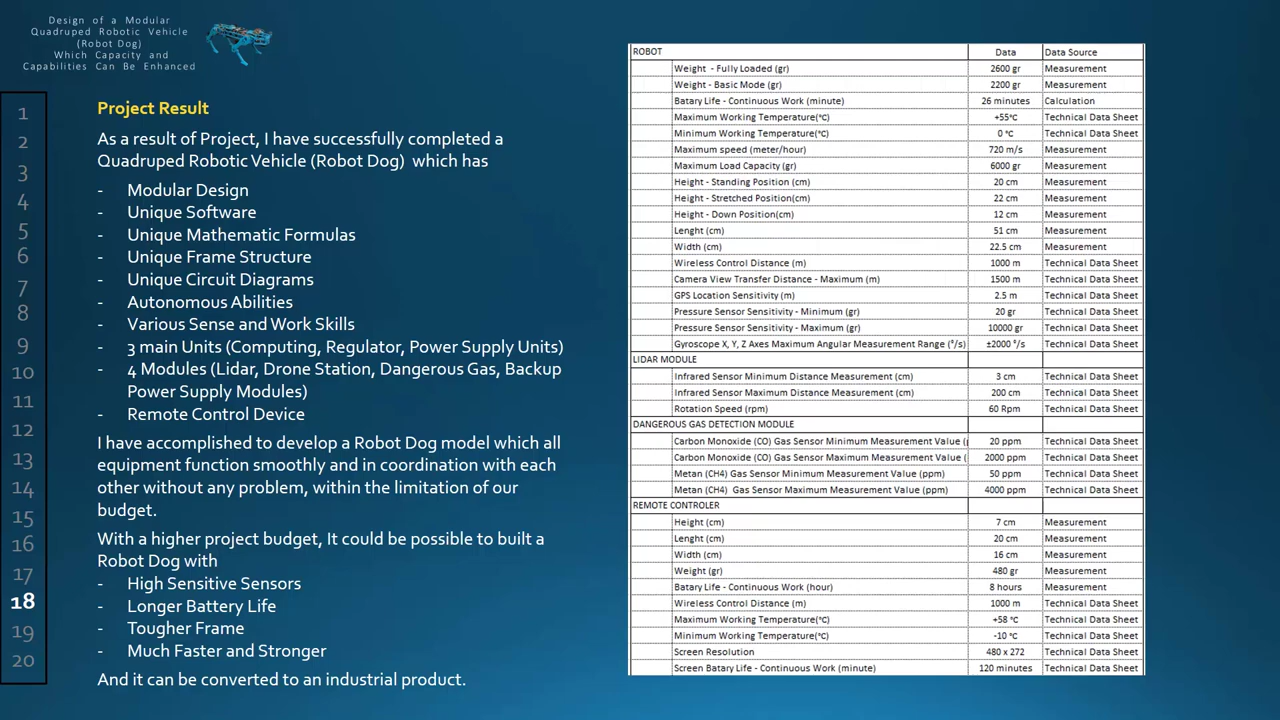 Design of a Modular
Quadruped Robotic Vehicle
(Robot Dog)
Which Capacity and
Capabilities Can Be Enhanced
1
2
3
4
5
6
7
8
9
10
11
12
13
14
15
16
17
18
19
20
Project Result
As a result of Project, I have successfully completed a
Quadruped Robotic Vehicle (Robot Dog) which has
- Modular Design
- Unique Software
- Unique Mathematic Formulas
- Unique Frame Structure
- Unique Circuit Diagrams
- Autonomous Abilities
- Various Sense and Work Skills
- 3 main Units (Computing, Regulator, Power Supply Units)
- 4 Modules (Lidar, Drone Station, Dangerous Gas, Backup
Power Supply Modules)
- Remote Control Device
I have accomplished to develop a Robot Dog model which all
equipment function smoothly and in coordination with each
other without any problem, within the limitation of our
budget.
With a higher project budget, It could be possible to built a
Robot Dog with
- High Sensitive Sensors
- Longer Battery Life
- Tougher Frame
- Much Faster and Stronger
And it can be converted to an industrial product.
ROBOT Data Data Source
Weight - Fully Loaded (gr) 2600 gr Measurement
Weight - Basic Mode (gr) 2200 gr Measurement
Batary Life - Continuous Work (minute) 26 minutes Calculation
Maximum Working Temperature(°C) +55°C Technical Data Sheet
Minimum Working Temperature(°C) 0 °C Technical Data Sheet
Maximum speed (meter/hour) 720 m/s Measurement
Maximum Load Capacity (gr) 6000 gr Measurement
Height - Standing Position (cm) 20 cm Measurement
Height - Stretched Position(cm) 22 cm Measurement
Height - Down Position(cm) 12 cm Measurement
Lenght (cm) 51 cm Measurement
Width (cm) 22.5 cm Measurement
Wireless Control Distance (m) 1000 m Technical Data Sheet
Camera View Transfer Distance - Maximum (m) 1500 m Technical Data Sheet
GPS Location Sensitivity (m) 2.5 m Technical Data Sheet
Pressure Sensor Sensitivity - Minimum (gr) 20 gr Technical Data Sheet
Pressure Sensor Sensitivity - Maximum (gr) 10000 gr Technical Data Sheet
Gyroscope X, Y, Z Axes Maximum Angular Measurement Range (⁰/s) ±2000 ⁰/s Technical Data Sheet
LIDAR MODULE
Infrared Sensor Minimum Distance Measurement (cm) 3 cm Technical Data Sheet
Infrared Sensor Maximum Distance Measurement (cm) 200 cm Technical Data Sheet
Rotation Speed (rpm) 60 Rpm Technical Data Sheet
DANGEROUS GAS DETECTION MODULE
Carbon Monoxide (CO) Gas Sensor Minimum Measurement Value (p 20 ppm Technical Data Sheet
Carbon Monoxide (CO) Gas Sensor Maximum Measurement Value ( 2000 ppm Technical Data Sheet
Metan (CH4) Gas Sensor Minimum Measurement Value (ppm) 50 ppm Technical Data Sheet
Metan (CH4) Gas Sensor Maximum Measurement Value (ppm) 4000 ppm Technical Data Sheet
REMOTE CONTROLER
Height (cm) 7 cm Measurement
Lenght (cm) 20 cm Measurement
Width (cm) 16 cm Measurement
Weight (gr) 480 gr Measurement
Batary Life - Continuous Work (hour) 8 hours Measurement
Wireless Control Distance (m) 1000 m Technical Data Sheet
Maximum Working Temperature(°C) +58 °C Technical Data Sheet
Minimum Working Temperature(°C) -10 °C Technical Data Sheet
Screen Resolution 480 x 272 Technical Data Sheet
Screen Batary Life - Continuous Work (minute) 120 minutes Technical Data Sheet